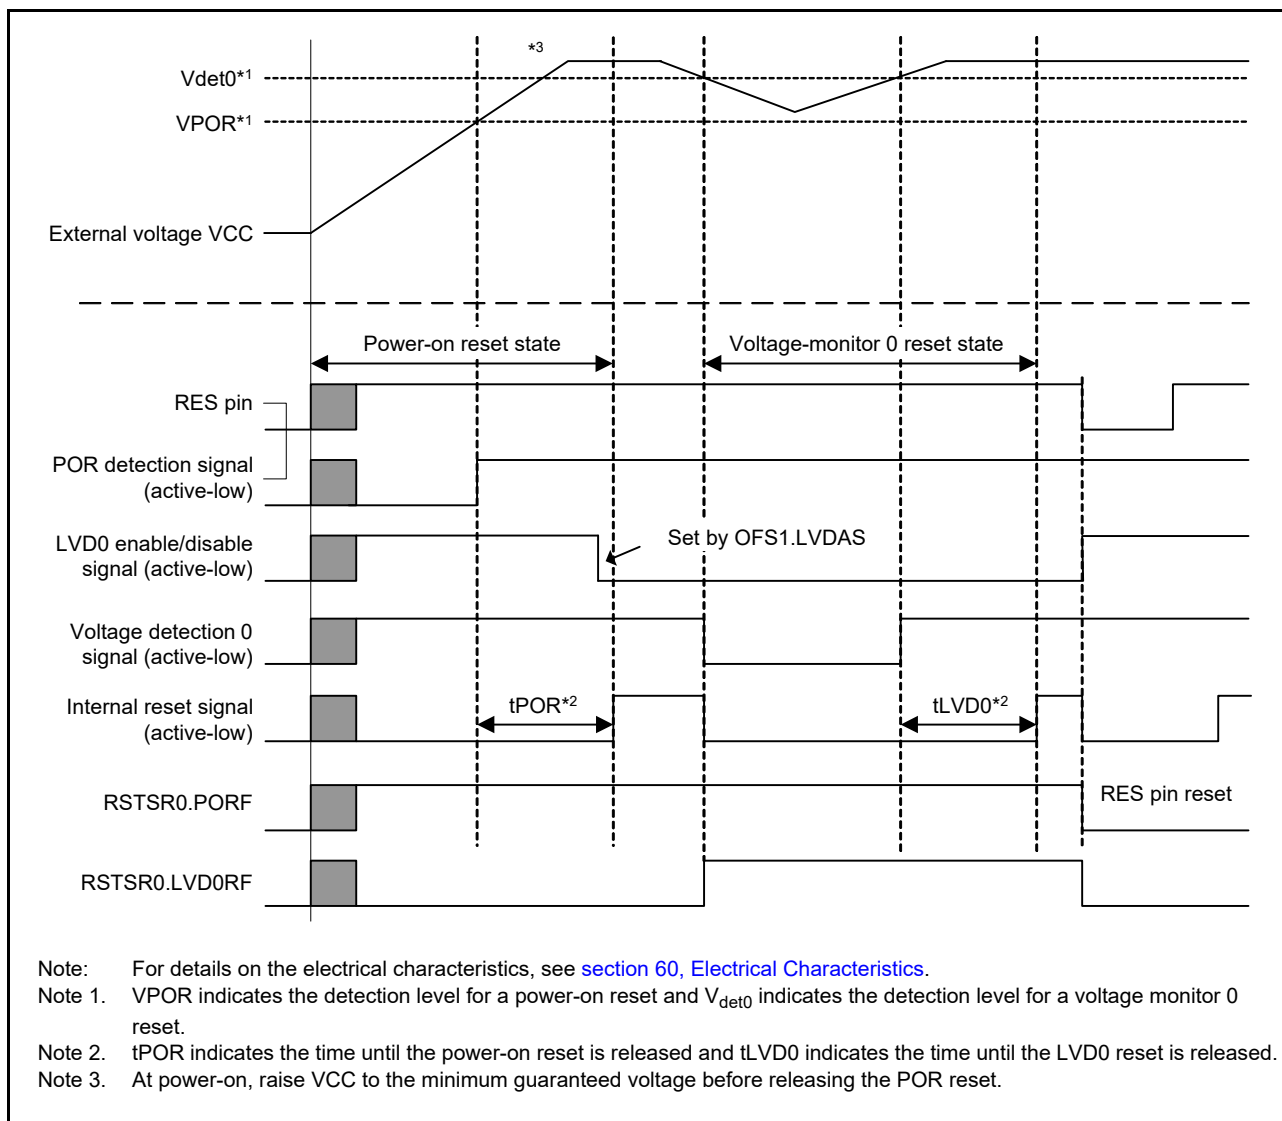 *3
Vdet0*1
VPOR*1
External voltage VCC
Power-on reset state
Voltage-monitor 0 reset state
RES pin
POR detection signal
(active-low)
LVD0 enable/disable
signal (active-low)
Set by OFS1.LVDAS
Voltage detection 0
signal (active-low)
Internal reset signal
(active-low)
tPOR*2
tLVD0*2
RSTSR0.PORF
RES pin reset
RSTSR0.LVD0RF
Note: For details on the electrical characteristics, see section 60, Electrical Characteristics.
Note 1. VPOR indicates the detection level for a power-on reset and Vdet0 indicates the detection level for a voltage monitor 0
reset.
Note 2. tPOR indicates the time until the power-on reset is released and tLVD0 indicates the time until the LVD0 reset is released.
Note 3. At power-on, raise VCC to the minimum guaranteed voltage before releasing the POR reset.